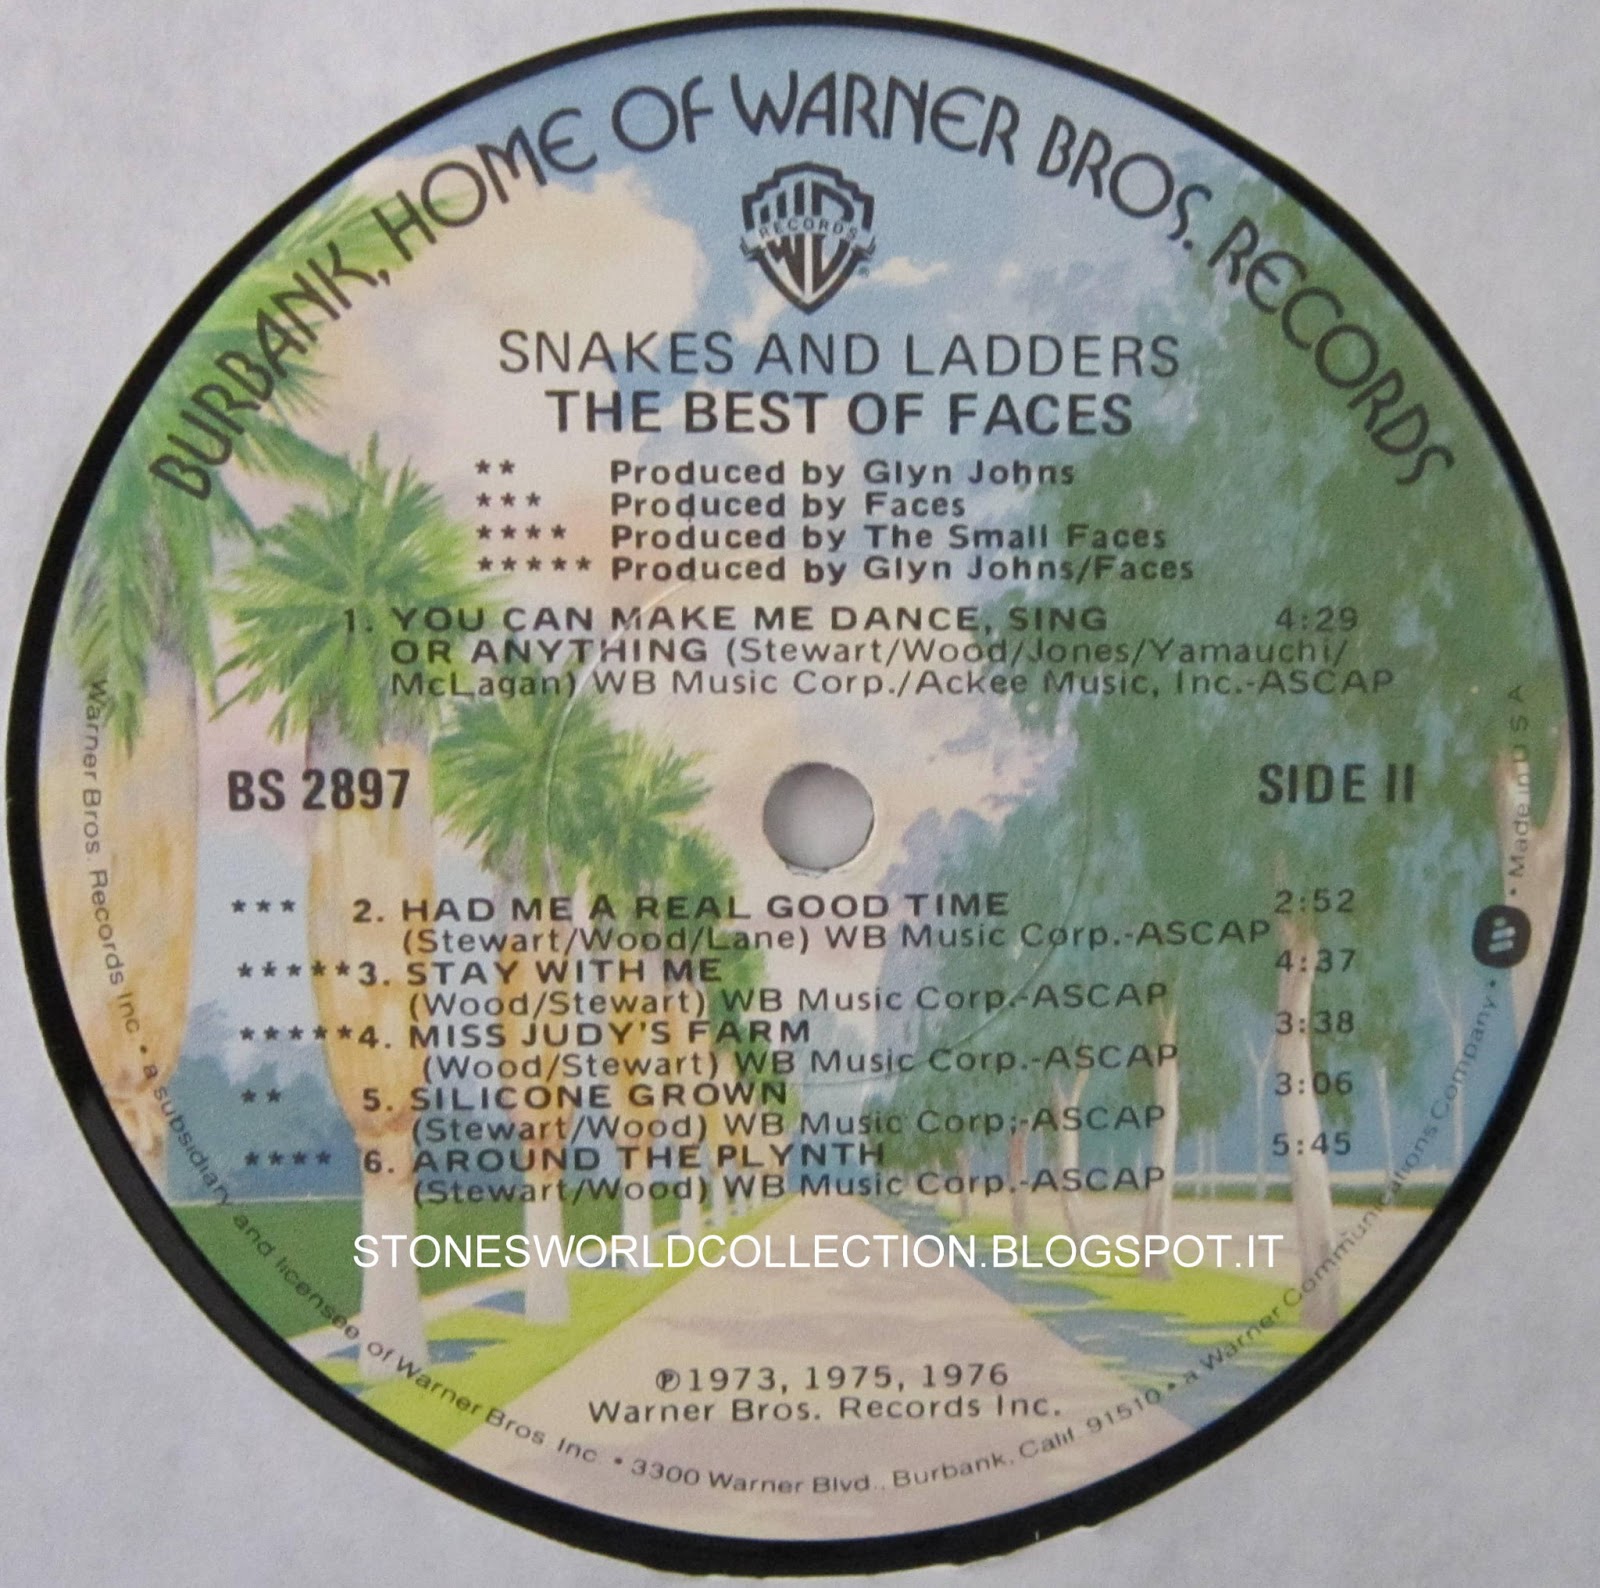 BURBANK, HOME OF WARNER BROS. RECORDS
RECORDS
SNAKES AND LADDERS
THE BEST OF FACES
** Produced by Glyn Johns
*** Produced by Faces
**** Produced by The Small Faces
***** Produced by Glyn Johns/Faces
1. YOU CAN MAKE ME DANCE, SING 4:29
OR ANYTHING (Stewart/Wood/Jones/Yamauchi/
McLagan) WB Music Corp./Ackee Music, Inc.-ASCAP
BS 2897 SIDE II
*** 2. HAD ME A REAL GOOD TIME 2:52
(Stewart/Wood/Lane) WB Music Corp.-ASCAP
***** 3. STAY WITH ME 4:37
(Wood/Stewart) WB Music Corp.-ASCAP
***** 4. MISS JUDY'S FARM 3:38
(Wood/Stewart) WB Music Corp.-ASCAP
** 5. SILICONE GROWN 3:06
(Stewart/Wood) WB Music Corp.-ASCAP
**** 6. AROUND THE PLYNTH 5:45
(Stewart/Wood) WB Music Corp.-ASCAP
STONESWORLDCOLLECTION.BLOGSPOT.IT
℗1973, 1975, 1976
Warner Bros. Records Inc.
Warner Bros. Records Inc. • a subsidiary and licensee of Warner Bros. Inc. • 3300 Warner Blvd., Burbank, Calif. 91510 • a Warner Communications Company • W • Made in U S A